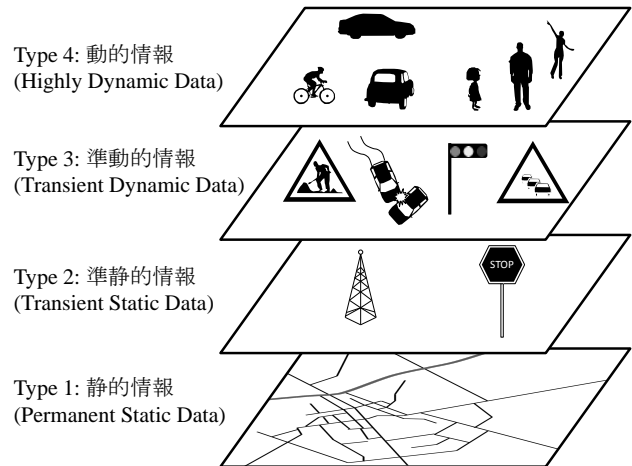 Type 4: 動的情報
(Highly Dynamic Data)
Type 3: 準動的情報
(Transient Dynamic Data)
Type 2: 準静的情報
(Transient Static Data)
STOP
Type 1: 静的情報
(Permanent Static Data)